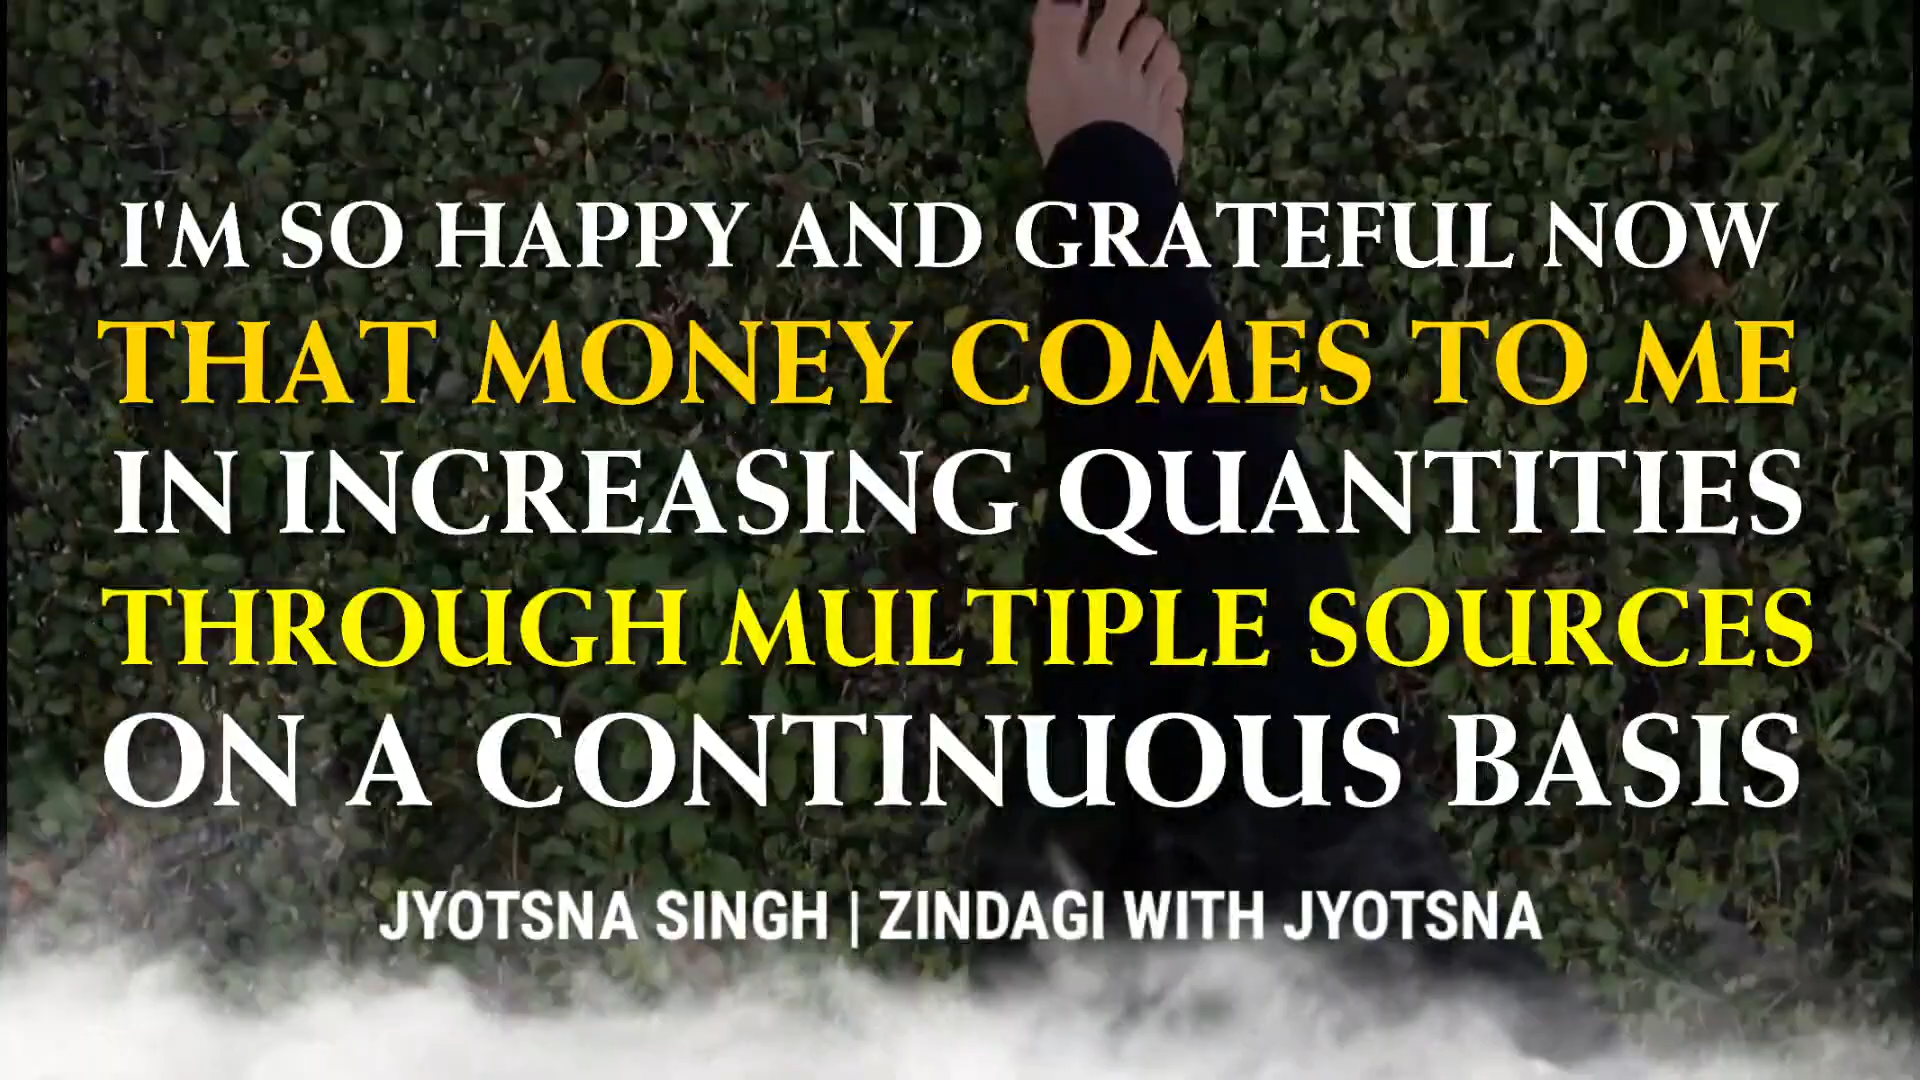 I'M SO HAPPY AND GRATEFUL NOW
THAT MONEY COMES TO ME
IN INCREASING QUANTITIES
THROUGH MULTIPLE SOURCES
ON A CONTINUOUS BASIS
JYOTSNA SINGH | ZINDAGI WITH JYOTSNA